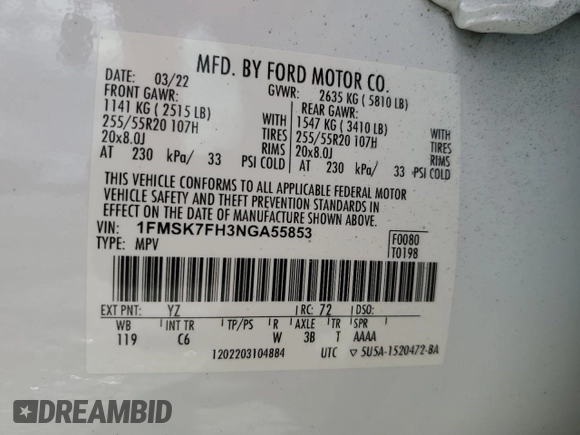 MFD. BY FORD MOTOR CO.
DATE: 03/22 GVWR: 2635 KG (5810 LB)
FRONT GAWR: REAR GAWR:
1141 KG (2515 LB) 1547 KG (3410 LB)
255/55R20 107H TIRES 255/55R20 107H TIRES
20x8.0J RIMS 20x8.0J RIMS
AT 230 kPa/ 33 PSI COLD AT 230 kPa/ 33 PSI COLD
THIS VEHICLE CONFORMS TO ALL APPLICABLE FEDERAL MOTOR
VEHICLE SAFETY AND THEFT PREVENTION STANDARDS IN
EFFECT ON THE DATE OF MANUFACTURE SHOWN ABOVE.
VIN: 1FMSK7FH3NGA55853 F0080
TYPE: MPV T0198
EXT PNT: YZ RC: 72 DSO:
WB INT TR TP/PS R AXLE TR SPR
119 C6 W 3B T AAAA
1202203104884 UTC 5U5A-1520472-BA
DREAMBID